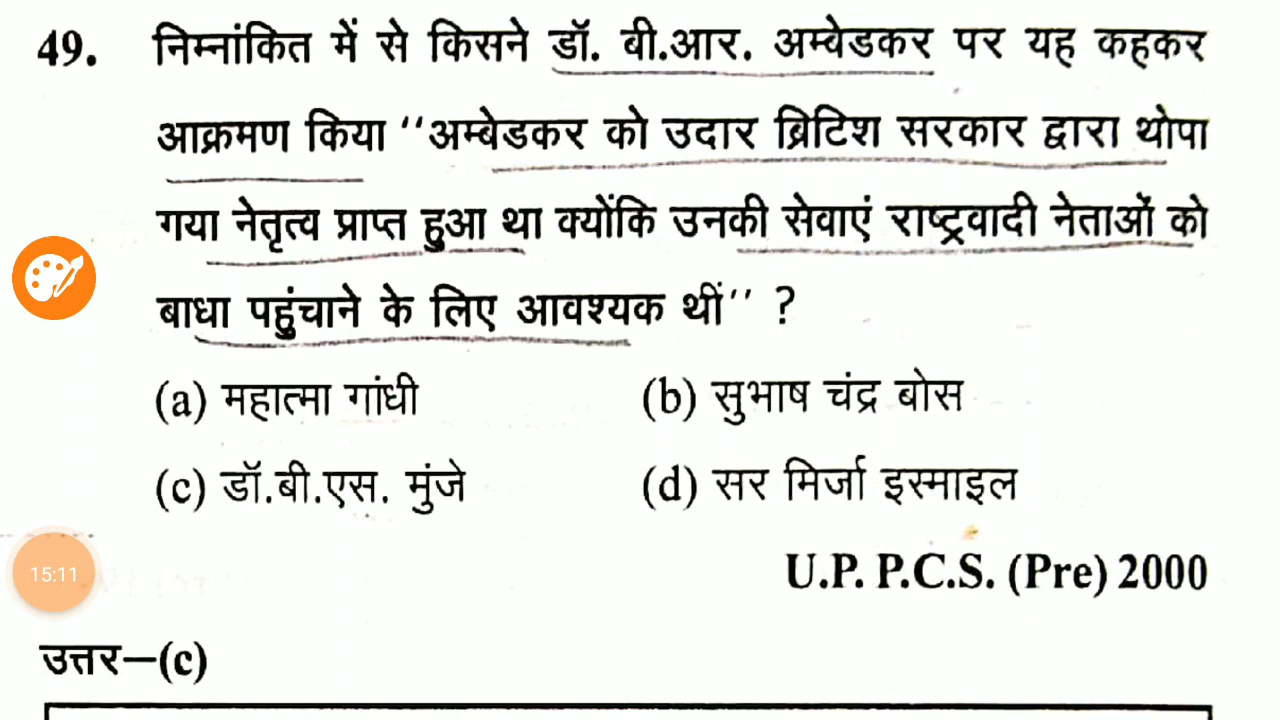 49. निम्नांकित में से किसने डॉ. बी.आर. अम्बेडकर पर यह कहकर
आक्रमण किया ‘‘अम्बेडकर को उदार ब्रिटिश सरकार द्वारा थोपा
गया नेतृत्व प्राप्त हुआ था क्योंकि उनकी सेवाएं राष्ट्रवादी नेताओं को
बाधा पहुंचाने के लिए आवश्यक थीं’’ ?
(a) महात्मा गांधी (b) सुभाष चंद्र बोस
(c) डॉ.बी.एस. मुंजे (d) सर मिर्जा इस्माइल
U.P. P.C.S. (Pre) 2000
15:11
उत्तर—(c)